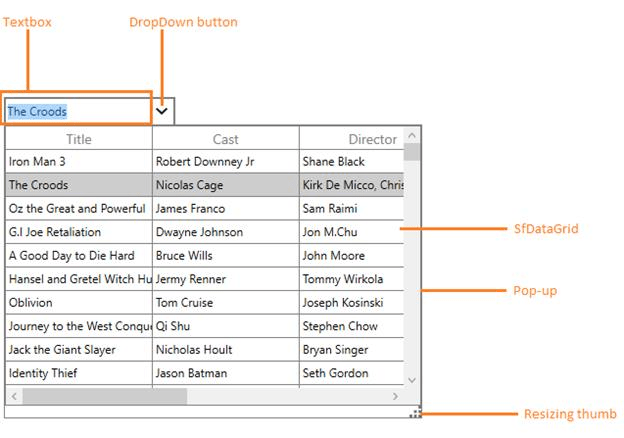 Textbox
DropDown button
The Croods
Title Cast Director
Iron Man 3 Robert Downney Jr Shane Black
The Croods Nicolas Cage Kirk De Micco, Chris
Oz the Great and Powerful James Franco Sam Raimi
G.I Joe Retaliation Dwayne Johnson Jon M.Chu
SfDataGrid
A Good Day to Die Hard Bruce Wills John Moore
Hansel and Gretel Witch Hu Jermy Renner Tommy Wirkola
Pop-up
Oblivion Tom Cruise Joseph Kosinski
Journey to the West Conqu Qi Shu Stephen Chow
Jack the Giant Slayer Nicholas Hoult Bryan Singer
Identity Thief Jason Batman Seth Gordon
Resizing thumb